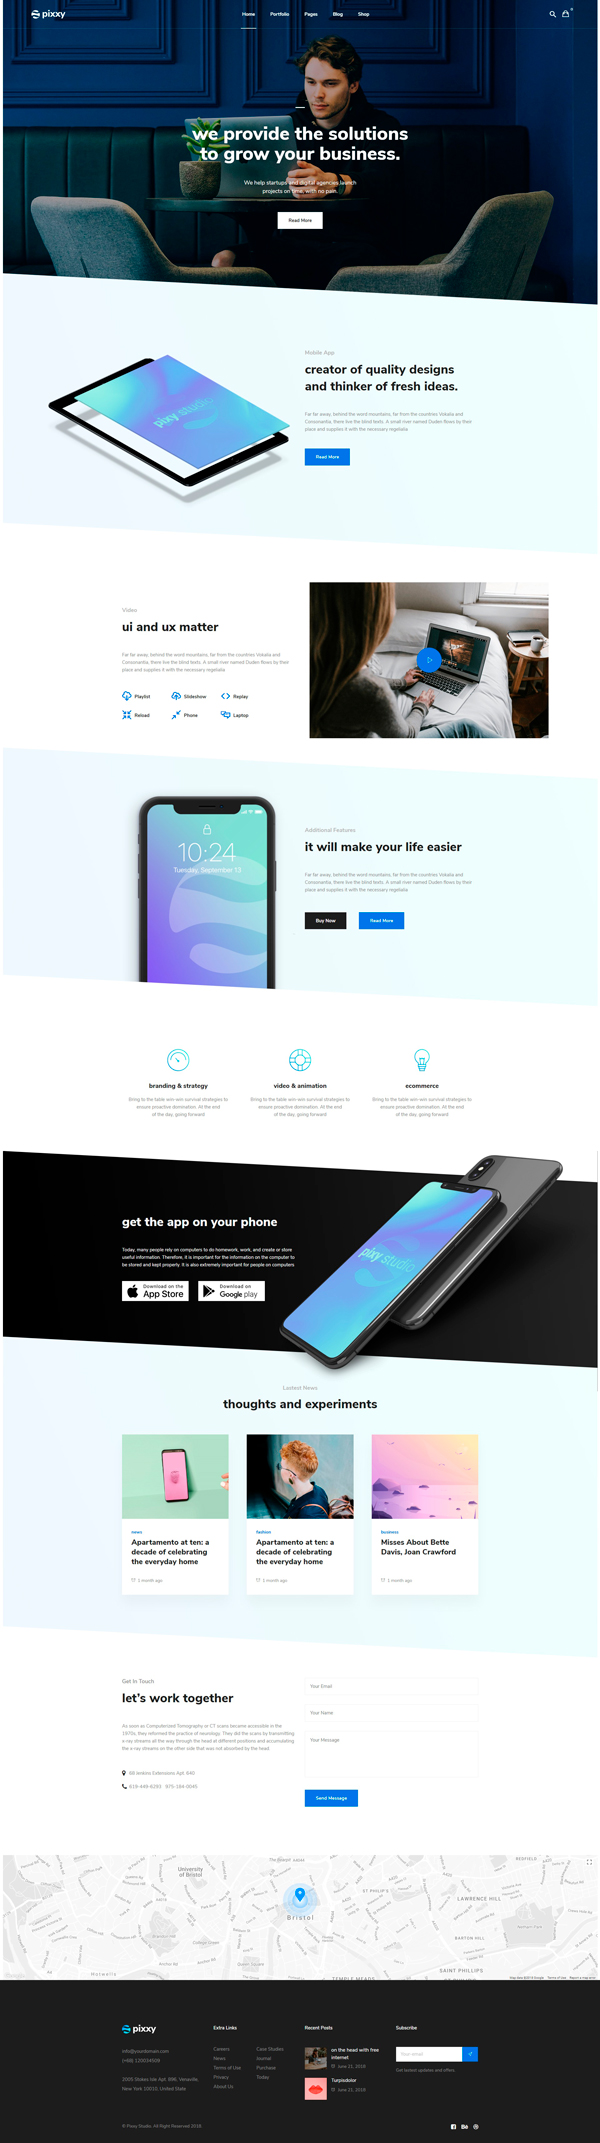 pixxy
Home Portfolio Pages Blog Shop
we provide the solutions
to grow your business.
We help startups and digital agencies launch
projects on time, with no pain.
Read More
Mobile App
creator of quality designs
and thinker of fresh ideas.
Far far away, behind the word mountains, far from the countries Vokalia and
Consonantia, there live the blind texts. A small river named Duden flows by their
place and supplies it with the necessary regelialia
Read More
pixy studio
Video
ui and ux matter
Far far away, behind the word mountains, far from the countries Vokalia and
Consonantia, there live the blind texts. A small river named Duden flows by their
place and supplies it with the necessary regelialia
Playlist Slideshow Replay
Reload Phone Laptop
10:24
Tuesday, September 13
Additional Features
it will make your life easier
Far far away, behind the word mountains, far from the countries Vokalia and
Consonantia, there live the blind texts. A small river named Duden flows by their
place and supplies it with the necessary regelialia
Buy Now Read More
branding & strategy
Bring to the table win-win survival strategies to
ensure proactive domination. At the end
of the day, going forward
video & animation
Bring to the table win-win survival strategies to
ensure proactive domination. At the end
of the day, going forward
ecommerce
Bring to the table win-win survival strategies to
ensure proactive domination. At the end
of the day, going forward
get the app on your phone
Today, many people rely on computers to do homework, work, and create or store
useful information. Therefore, it is important for the information on the computer to
be stored and kept properly. It is also extremely important for people on computers
Download on the
App Store
Download on
Google play
pixy studio
Lastest News
thoughts and experiments
news
Apartamento at ten: a
decade of celebrating
the everyday home
1 month ago
fashion
Apartamento at ten: a
decade of celebrating
the everyday home
1 month ago
business
Misses About Bette
Davis, Joan Crawford
1 month ago
Get In Touch
let's work together
As soon as Computerized Tomography or CT scans became accessible in the
1970s, they reformed the practice of neurology. They did the scans by transmitting
x-ray streams all the way through the head at different positions and accumulating
the x-ray streams on the other side that was not absorbed by the head.
68 Jenkins Extensions Apt. 640
619-449-6293 975-184-0045
Your Email
Your Name
Your Message
Send Message
University
of Bristol
ST PHILIP'S
LAWRENCE HILL
Bristol
BARTON HILL
SAINT PHILLIPS
TEMPLE MEADS
Hotwells
pixxy
info@yourdomain.com
(+68) 120034509
2005 Stokes Isle Apt. 896, Venaville,
New York 10010, United State
Extra Links
Careers
News
Terms of Use
Privacy
About Us
Case Studies
Journal
Purchase
Today
Recent Posts
on the head with free
internet
June 21, 2018
Turpisdolor
June 21, 2018
Subscribe
Your email
Get lasted updates and offers.
© Pixxy Studio. All Right Reserved 2018.